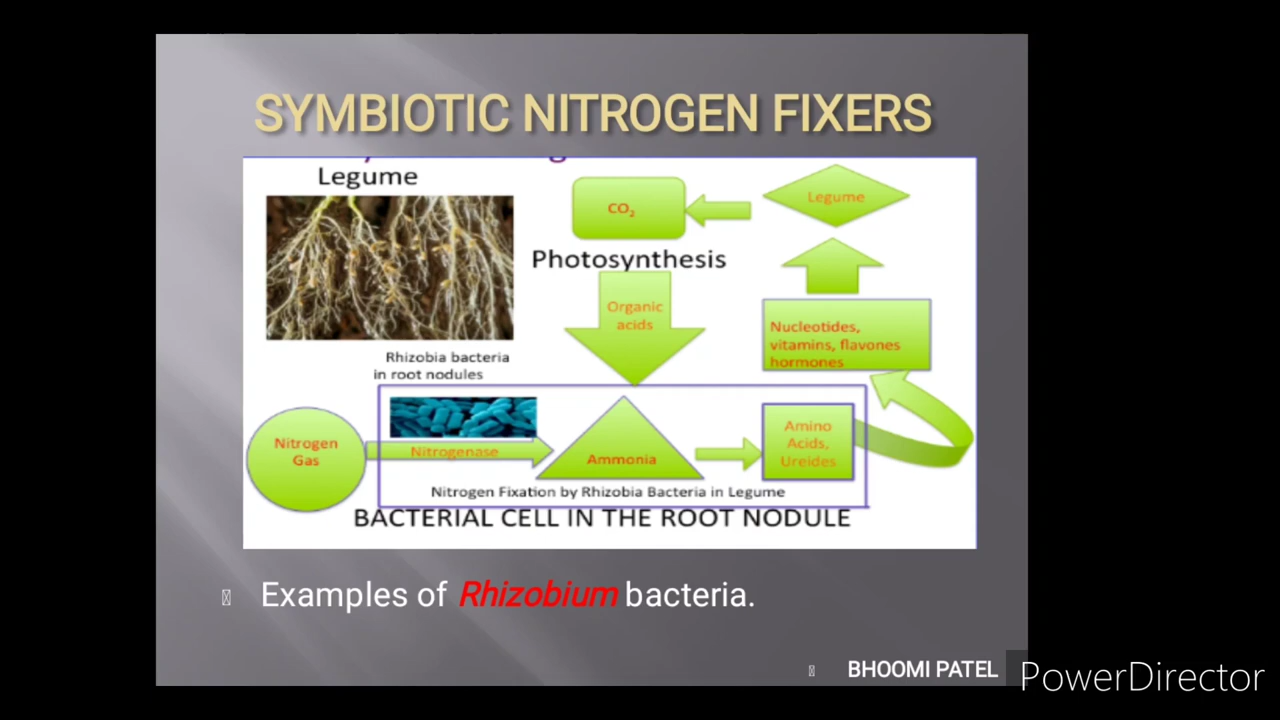 SYMBIOTIC NITROGEN FIXERS
Legume
CO₂
Legume
Photosynthesis
Organic
acids
Nucleotides,
vitamins, flavones
hormones
Rhizobia bacteria
in root nodules
Nitrogen
Gas
Nitrogenase
Ammonia
Amino
Acids,
Ureides
Nitrogen Fixation by Rhizobia Bacteria in Legume
BACTERIAL CELL IN THE ROOT NODULE
Examples of Rhizobium bacteria.
BHOOMI PATEL
PowerDirector